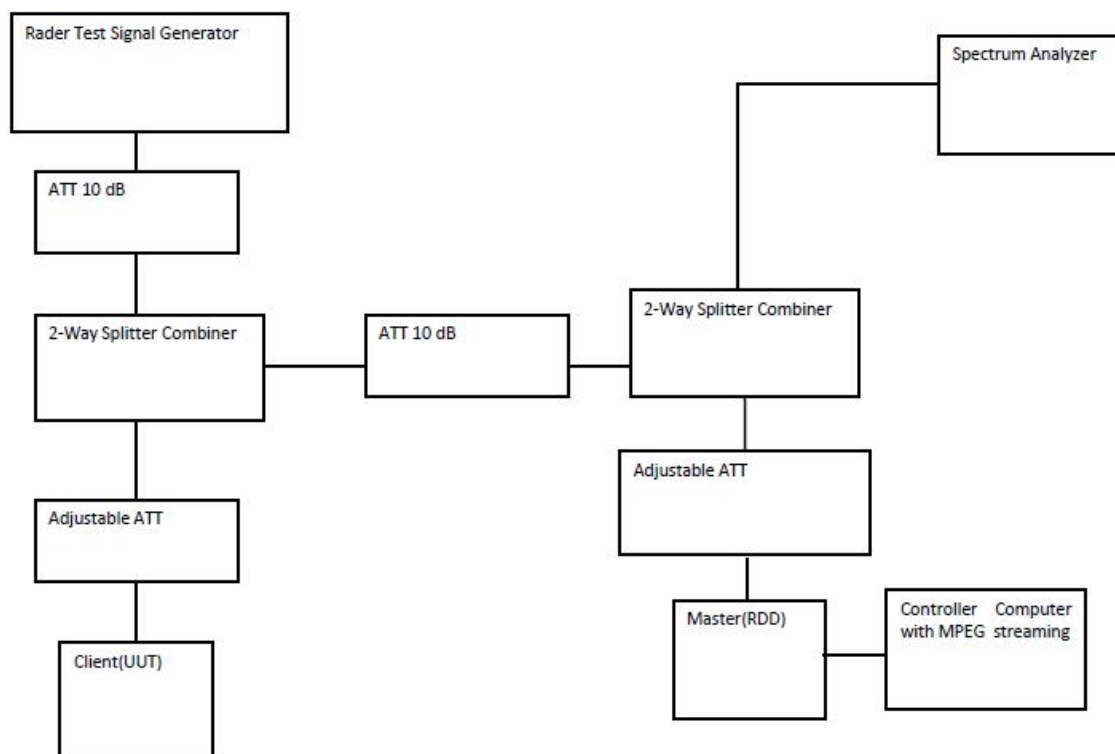 Rader Test Signal Generator
Spectrum Analyzer
ATT 10 dB
2-Way Splitter Combiner
ATT 10 dB
2-Way Splitter Combiner
Adjustable ATT
Adjustable ATT
Master(RDD)
Controller Computer
with MPEG streaming
Client(UUT)